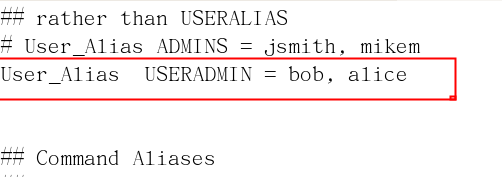 ## rather than USERALIAS
# User_Alias ADMINS = jsmith, mikem
User_Alias  USERADMIN = bob, alice
## Command Aliases